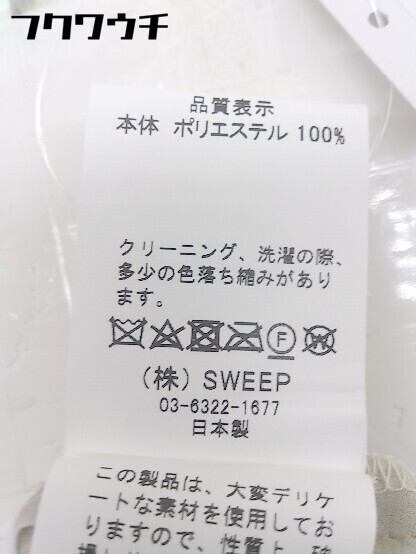 フクワウチ
品質表示
本体 ポリエステル 100%
クリーニング、洗濯の際、
多少の色落ち縮みがあり
ます。
F W
(株) SWEEP
03-6322-1677
日本製
この製品は、大変デリケ
ートな素材を使用してお
りますので、性質上、破